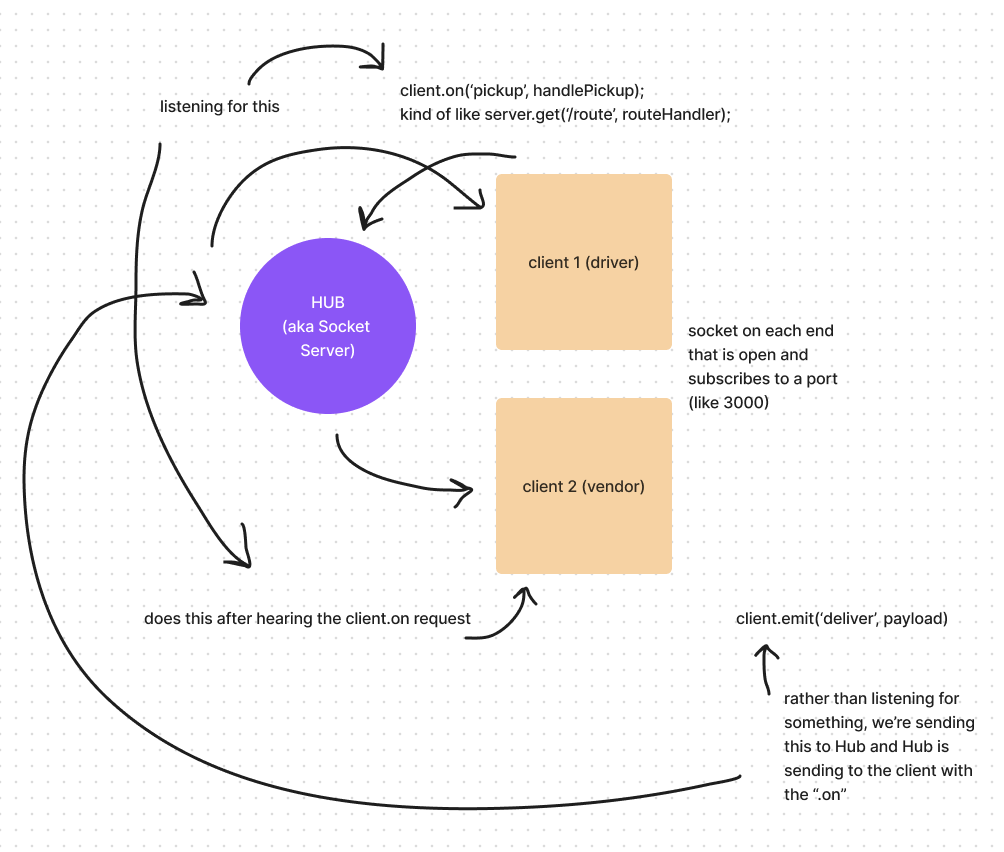 listening for this
client.on(‘pickup’, handlePickup);
kind of like server.get(‘/route’, routeHandler);
client 1 (driver)
HUB
(aka Socket
Server)
socket on each end
that is open and
subscribes to a port
(like 3000)
client 2 (vendor)
does this after hearing the client.on request
client.emit(‘deliver’, payload)
rather than listening for
something, we’re sending
this to Hub and Hub is
sending to the client with
the “.on”